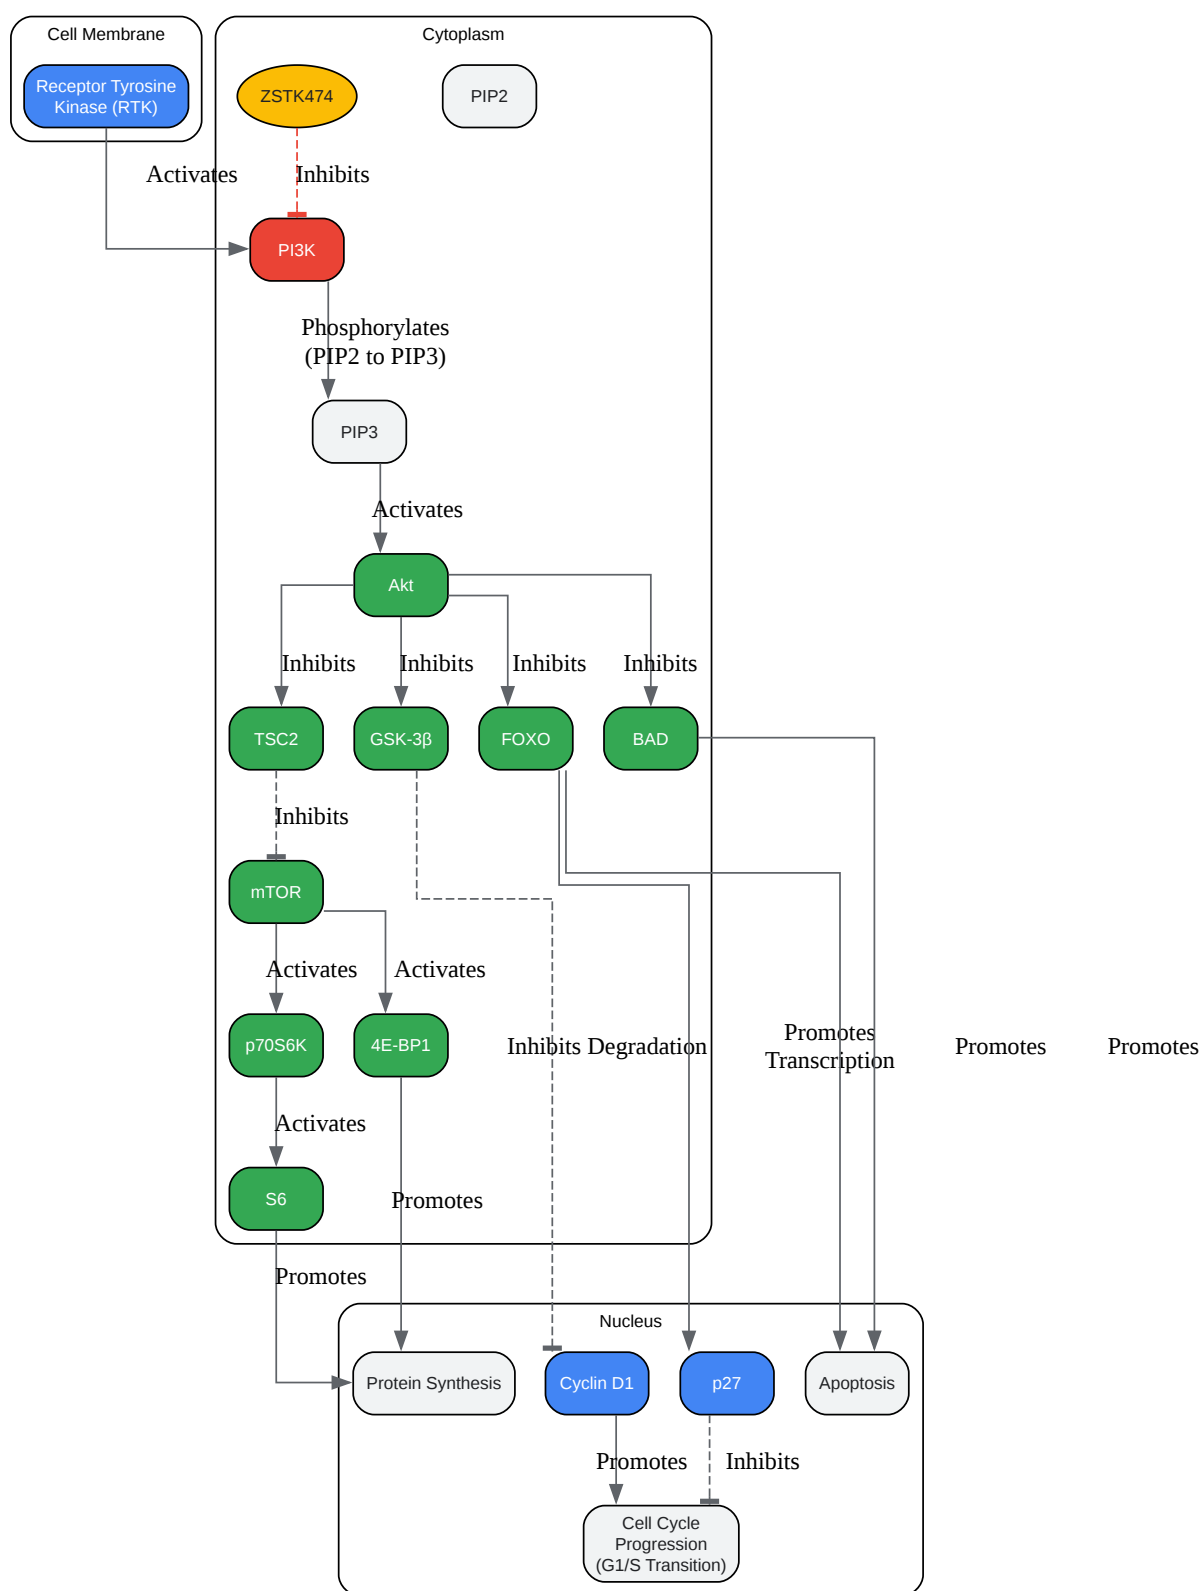 Cell Membrane
Cytoplasm
Receptor Tyrosine
Kinase (RTK)
ZSTK474
PIP2
Activates
Inhibits
PI3K
Phosphorylates
(PIP2 to PIP3)
PIP3
Activates
Akt
Inhibits
Inhibits
Inhibits
Inhibits
TSC2
GSK-3β
FOXO
BAD
Inhibits
mTOR
Activates
Activates
p70S6K
4E-BP1
Inhibits Degradation
Promotes
Transcription
Promotes
Promotes
Activates
S6
Promotes
Promotes
Nucleus
Protein Synthesis
Cyclin D1
p27
Apoptosis
Promotes
Inhibits
Cell Cycle
Progression
(G1/S Transition)